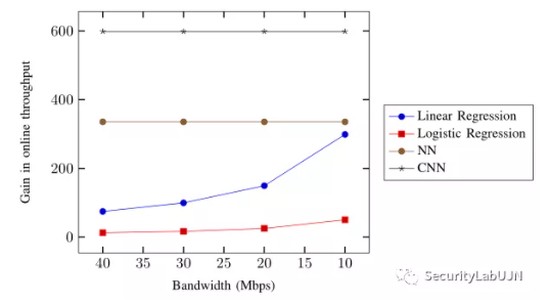 Gain in online throughput
600
400
200
0
40 35 30 25 20 15 10
Bandwidth (Mbps)
Linear Regression
Logistic Regression
NN
CNN
SecurityLabUJN